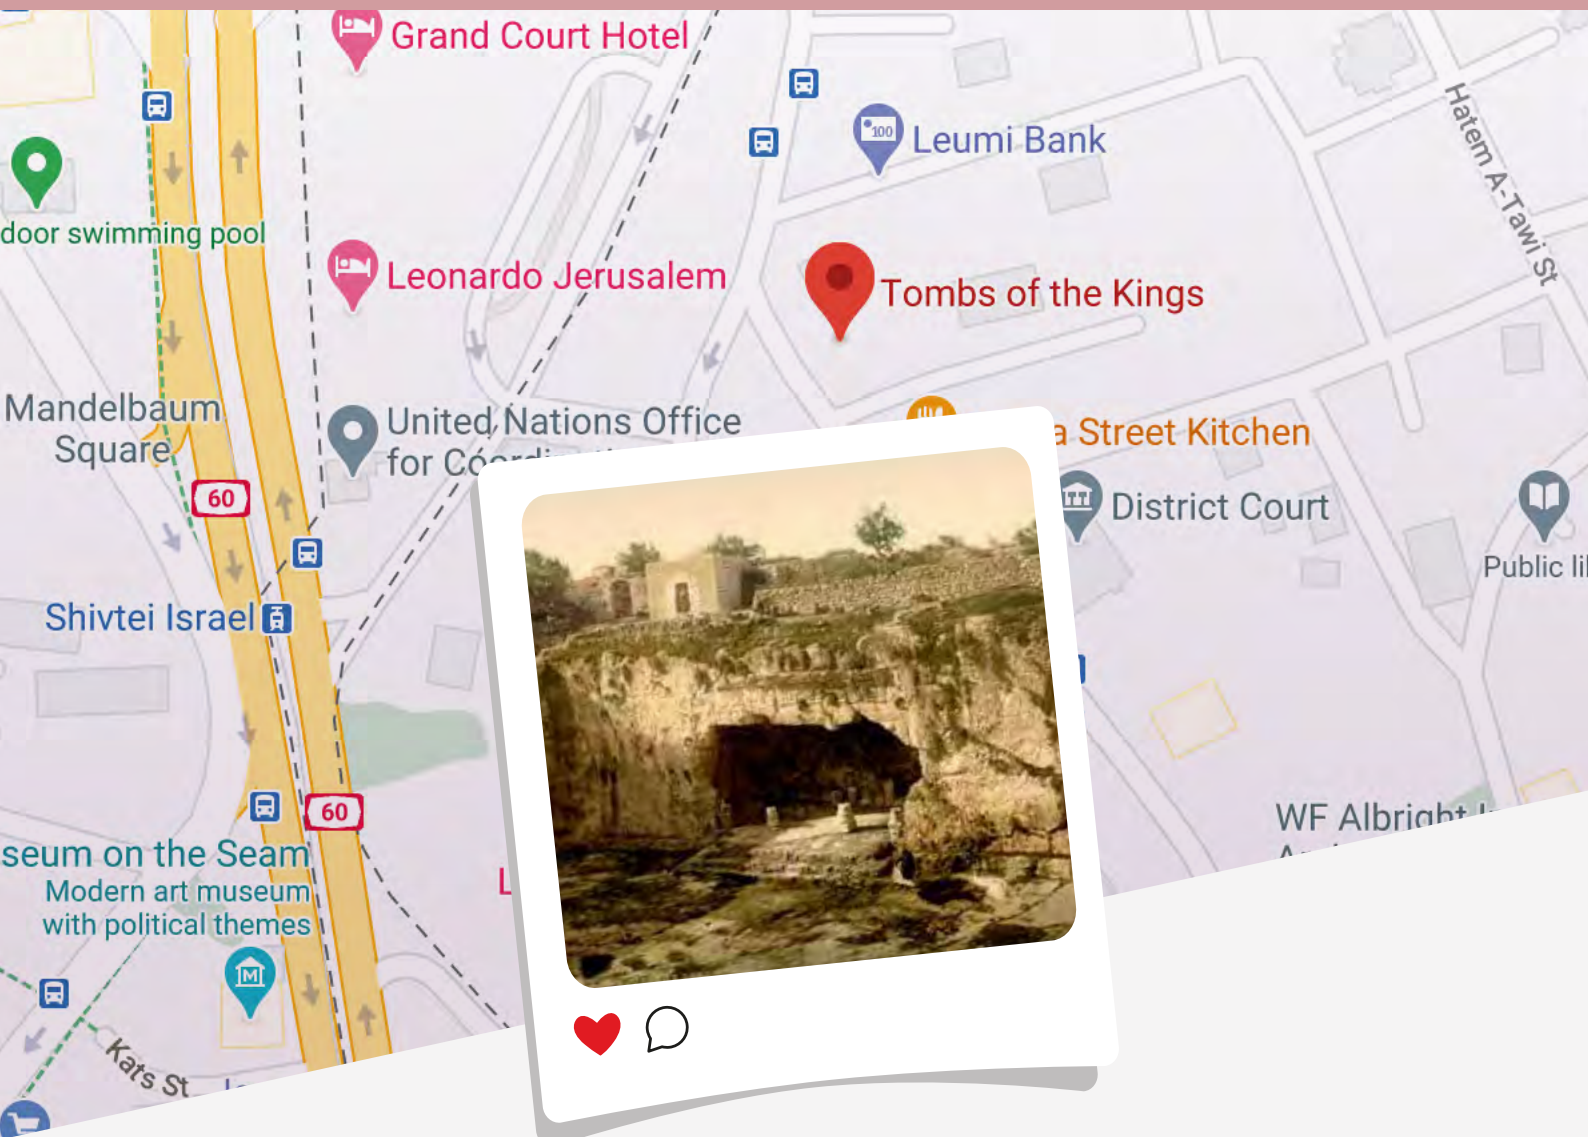 Grand Court Hotel
100
Leumi Bank
Hatem A-Tawi St
door swimming pool
Leonardo Jerusalem
Tombs of the Kings
Mandelbaum
Square
United Nations Office
for
a Street Kitchen
60
District Court
Public
Shivtei Israel
60
WF Albright
seum on the Seam
Modern art museum
with political themes
L
M
Kats St